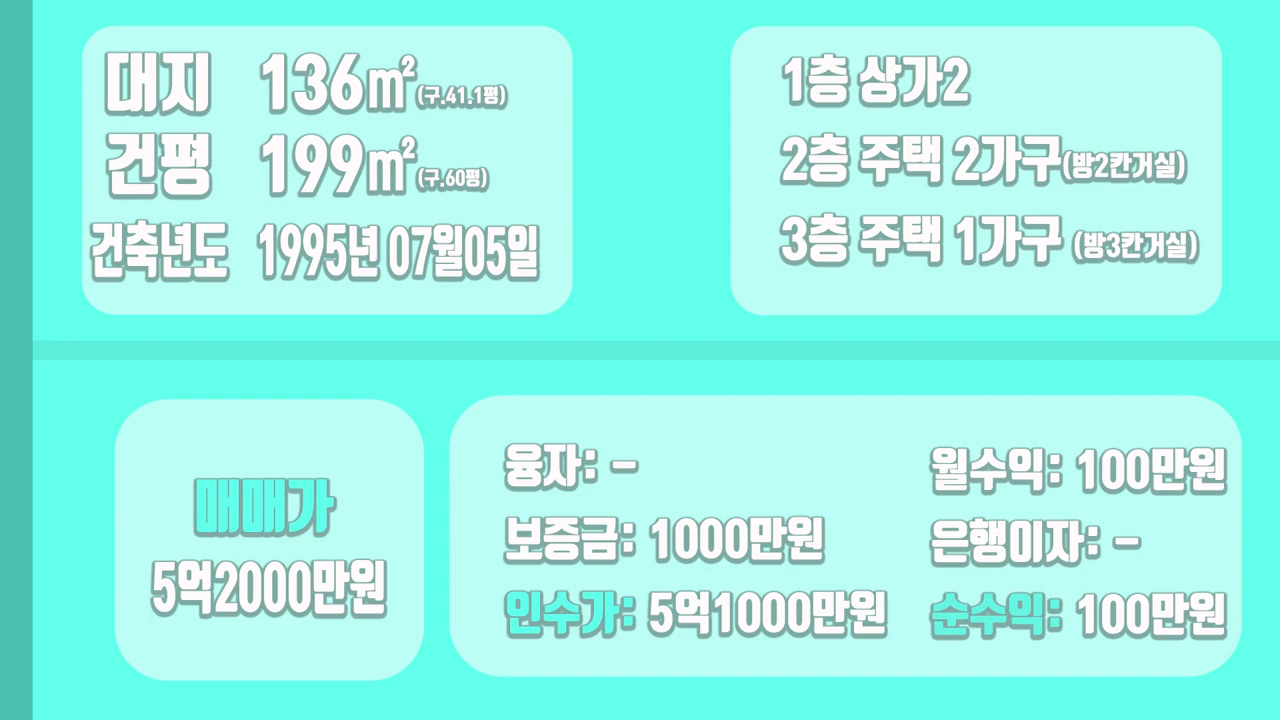 대지 136㎡(구.41.1평)
건평 199㎡(구.60평)
건축년도 1995년 07월05일
1층 상가2
2층 주택 2가구(방2칸거실)
3층 주택 1가구 (방3칸거실)
매매가
5억2000만원
융자: -
보증금: 1000만원
인수가: 5억1000만원
월수익: 100만원
은행이자: -
순수익: 100만원